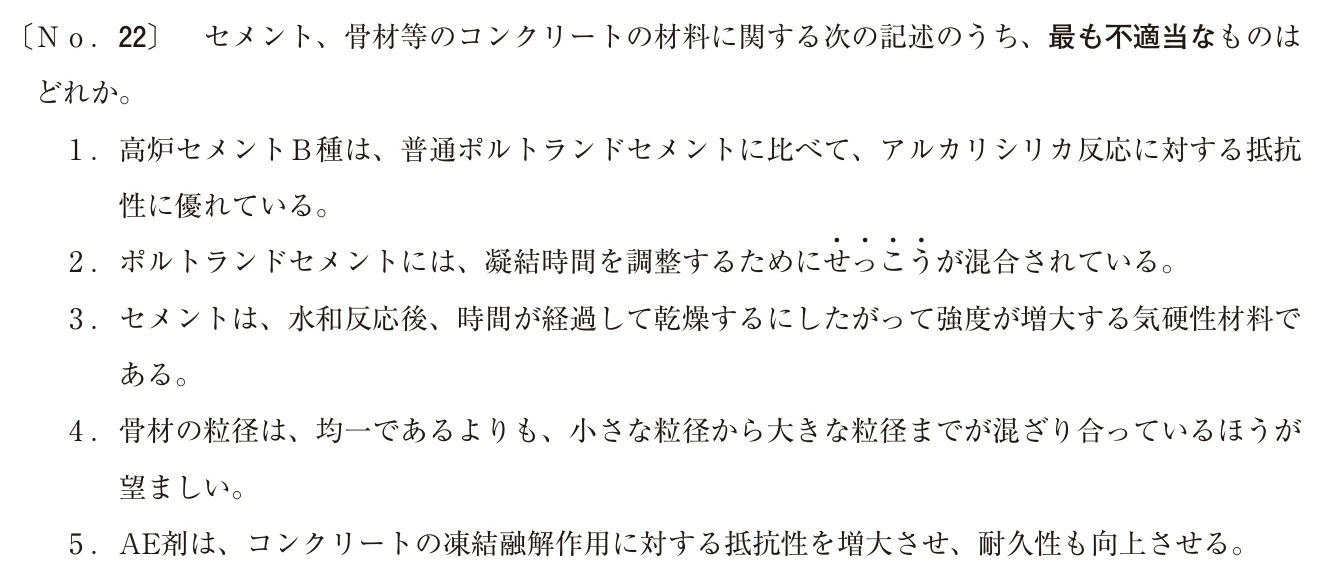 〔Ｎｏ．22〕　セメント、骨材等のコンクリートの材料に関する次の記述のうち、最も不適当なものは
どれか。
１．高炉セメントＢ種は、普通ポルトランドセメントに比べて、アルカリシリカ反応に対する抵抗
性に優れている。
２．ポルトランドセメントには、凝結時間を調整するためにせっこうが混合されている。
３．セメントは、水和反応後、時間が経過して乾燥するにしたがって強度が増大する気硬性材料で
ある。
４．骨材の粒径は、均一であるよりも、小さな粒径から大きな粒径までが混ざり合っているほうが
望ましい。
５．AE剤は、コンクリートの凍結融解作用に対する抵抗性を増大させ、耐久性も向上させる。